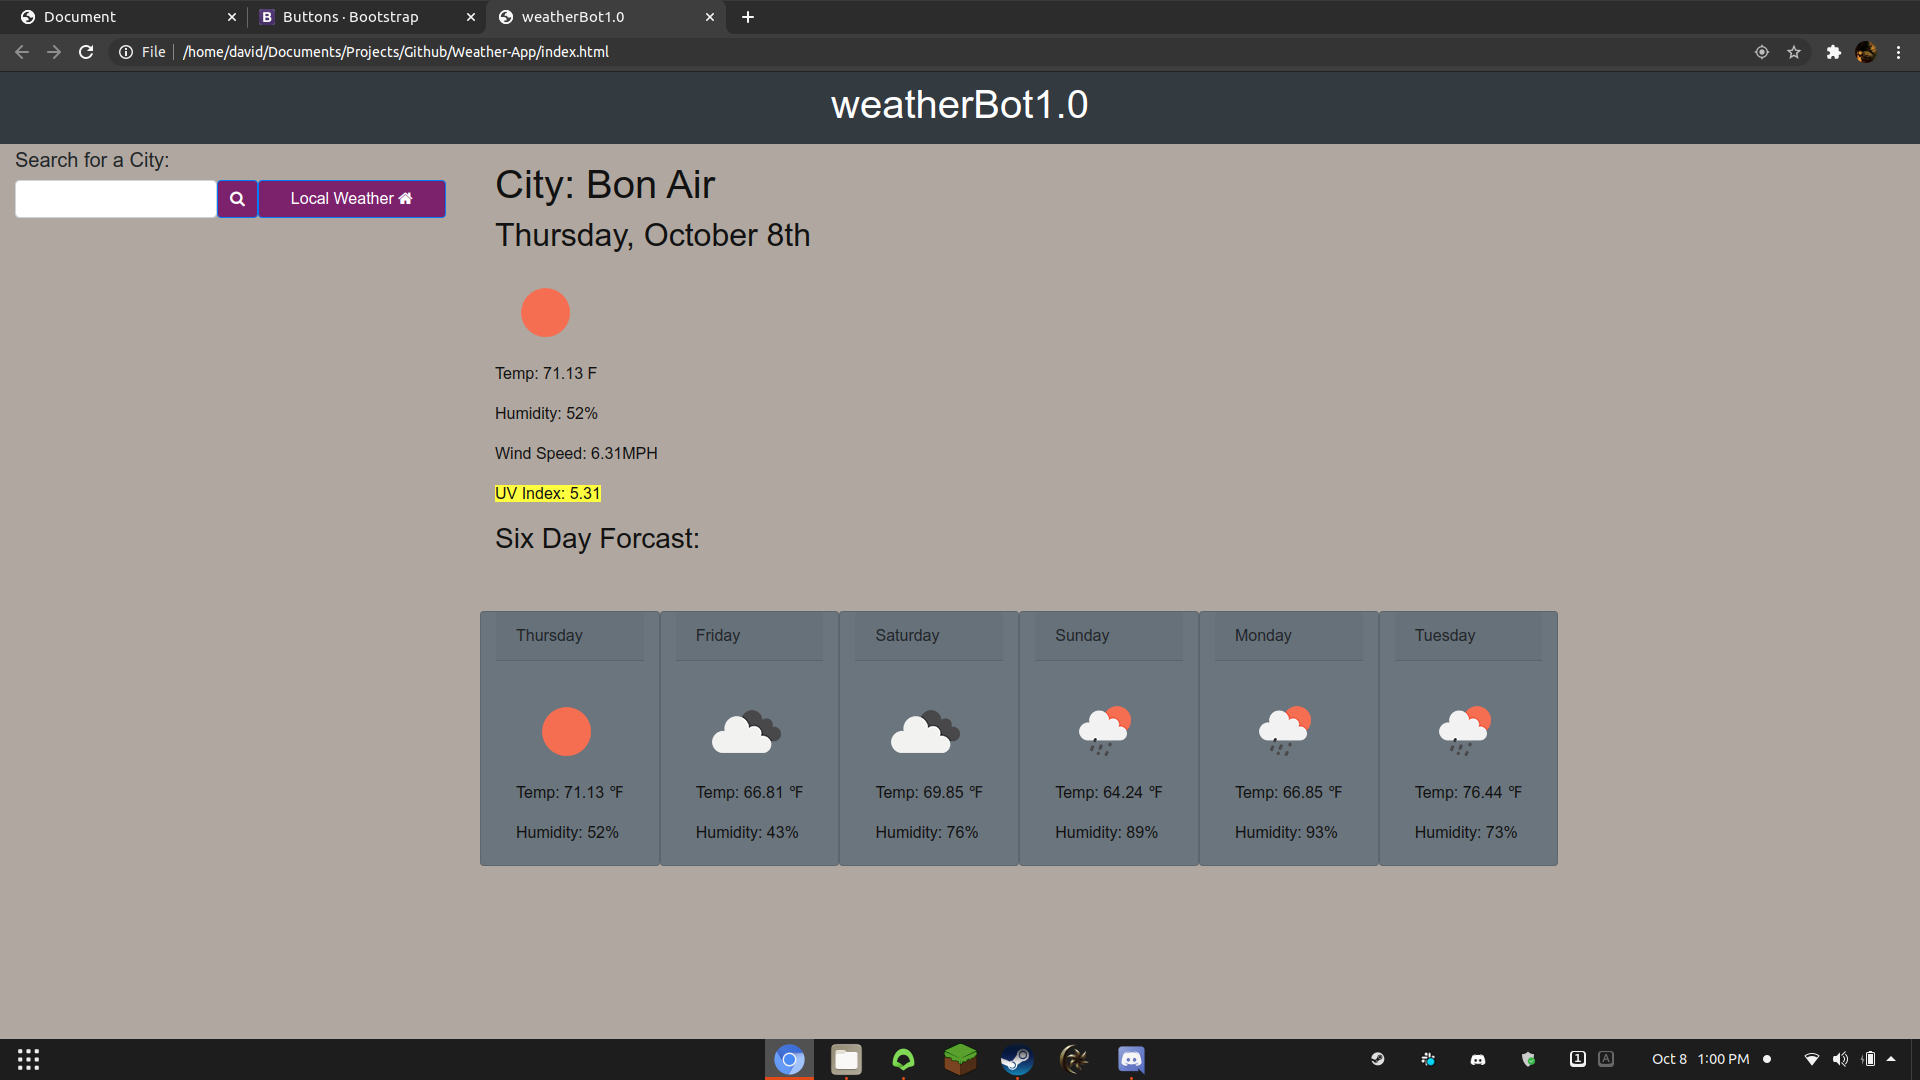 Document
B Buttons · Bootstrap
weatherBot1.0
File /home/david/Documents/Projects/Github/Weather-App/index.html
weatherBot1.0
Search for a City:
Local Weather
City: Bon Air
Thursday, October 8th
Temp: 71.13 F
Humidity: 52%
Wind Speed: 6.31MPH
UV Index: 5.31
Six Day Forcast:
Thursday
Temp: 71.13 °F
Humidity: 52%
Friday
Temp: 66.81 °F
Humidity: 43%
Saturday
Temp: 69.85 °F
Humidity: 76%
Sunday
Temp: 64.24 °F
Humidity: 89%
Monday
Temp: 66.85 °F
Humidity: 93%
Tuesday
Temp: 76.44 °F
Humidity: 73%
1 A Oct 8 1:00 PM